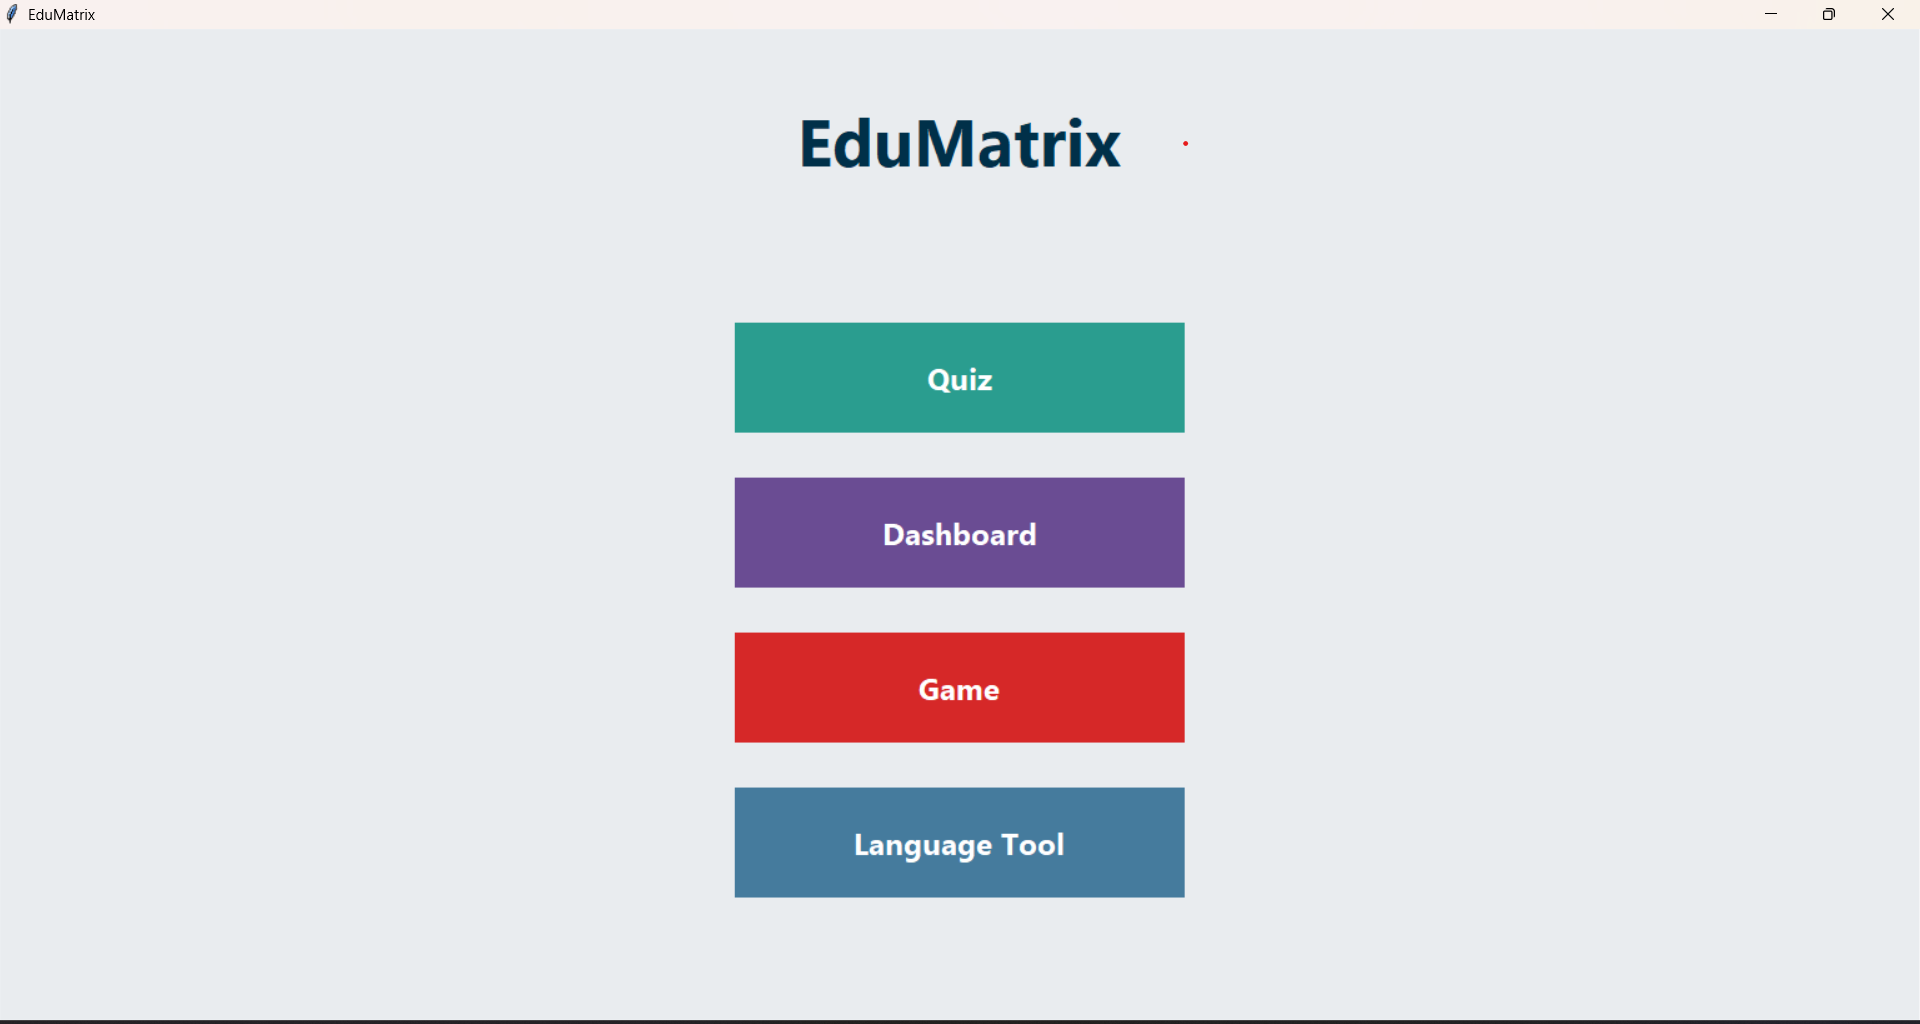 EduMatrix
EduMatrix
Quiz
Dashboard
Game
Language Tool